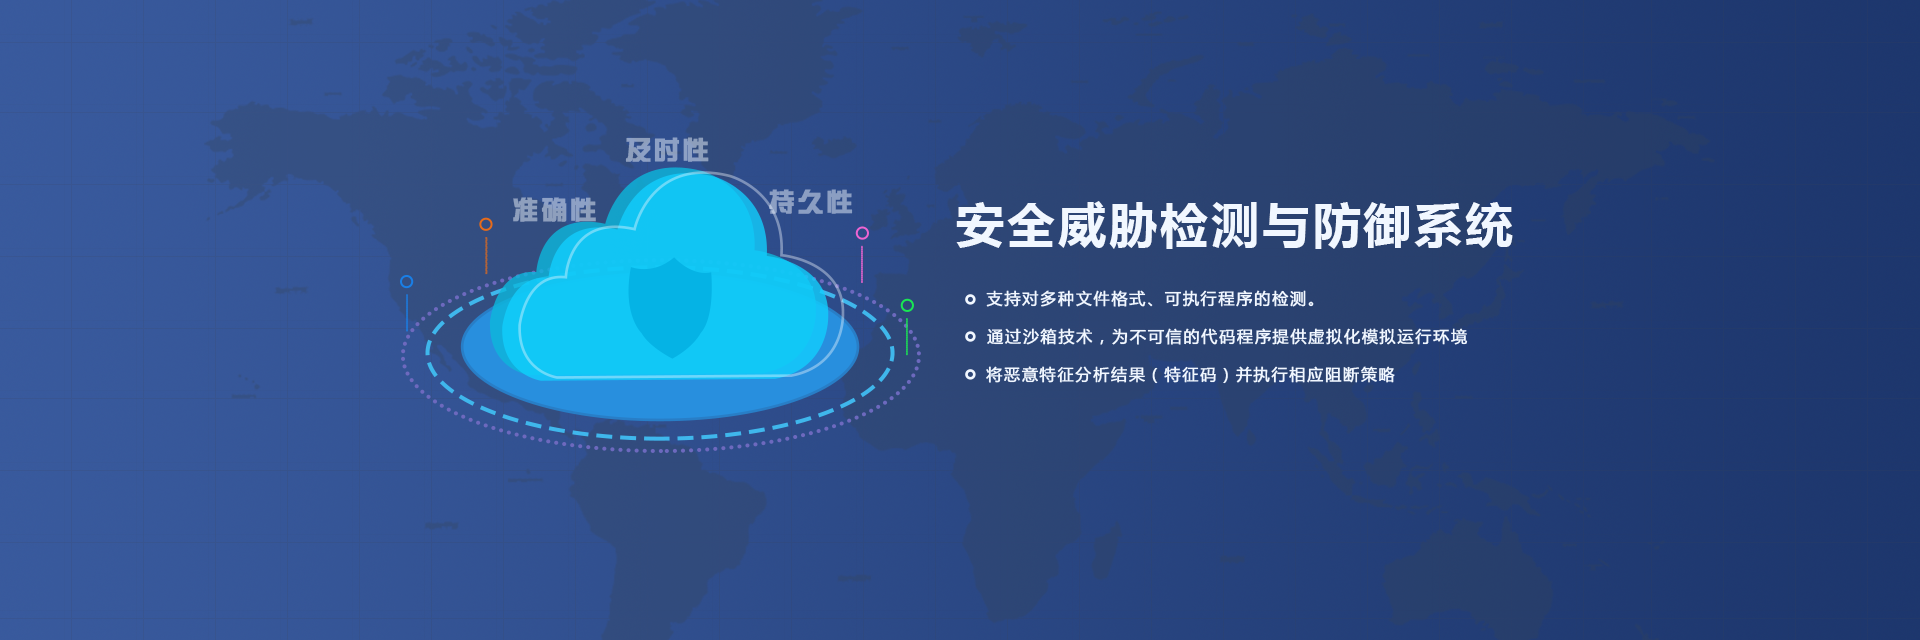 及时性
准确性
持久性
安全威胁检测与防御系统
支持对多种文件格式、可执行程序的检测。
通过沙箱技术，为不可信的代码程序提供虚拟化模拟运行环境
将恶意特征分析结果（特征码）并执行相应阻断策略